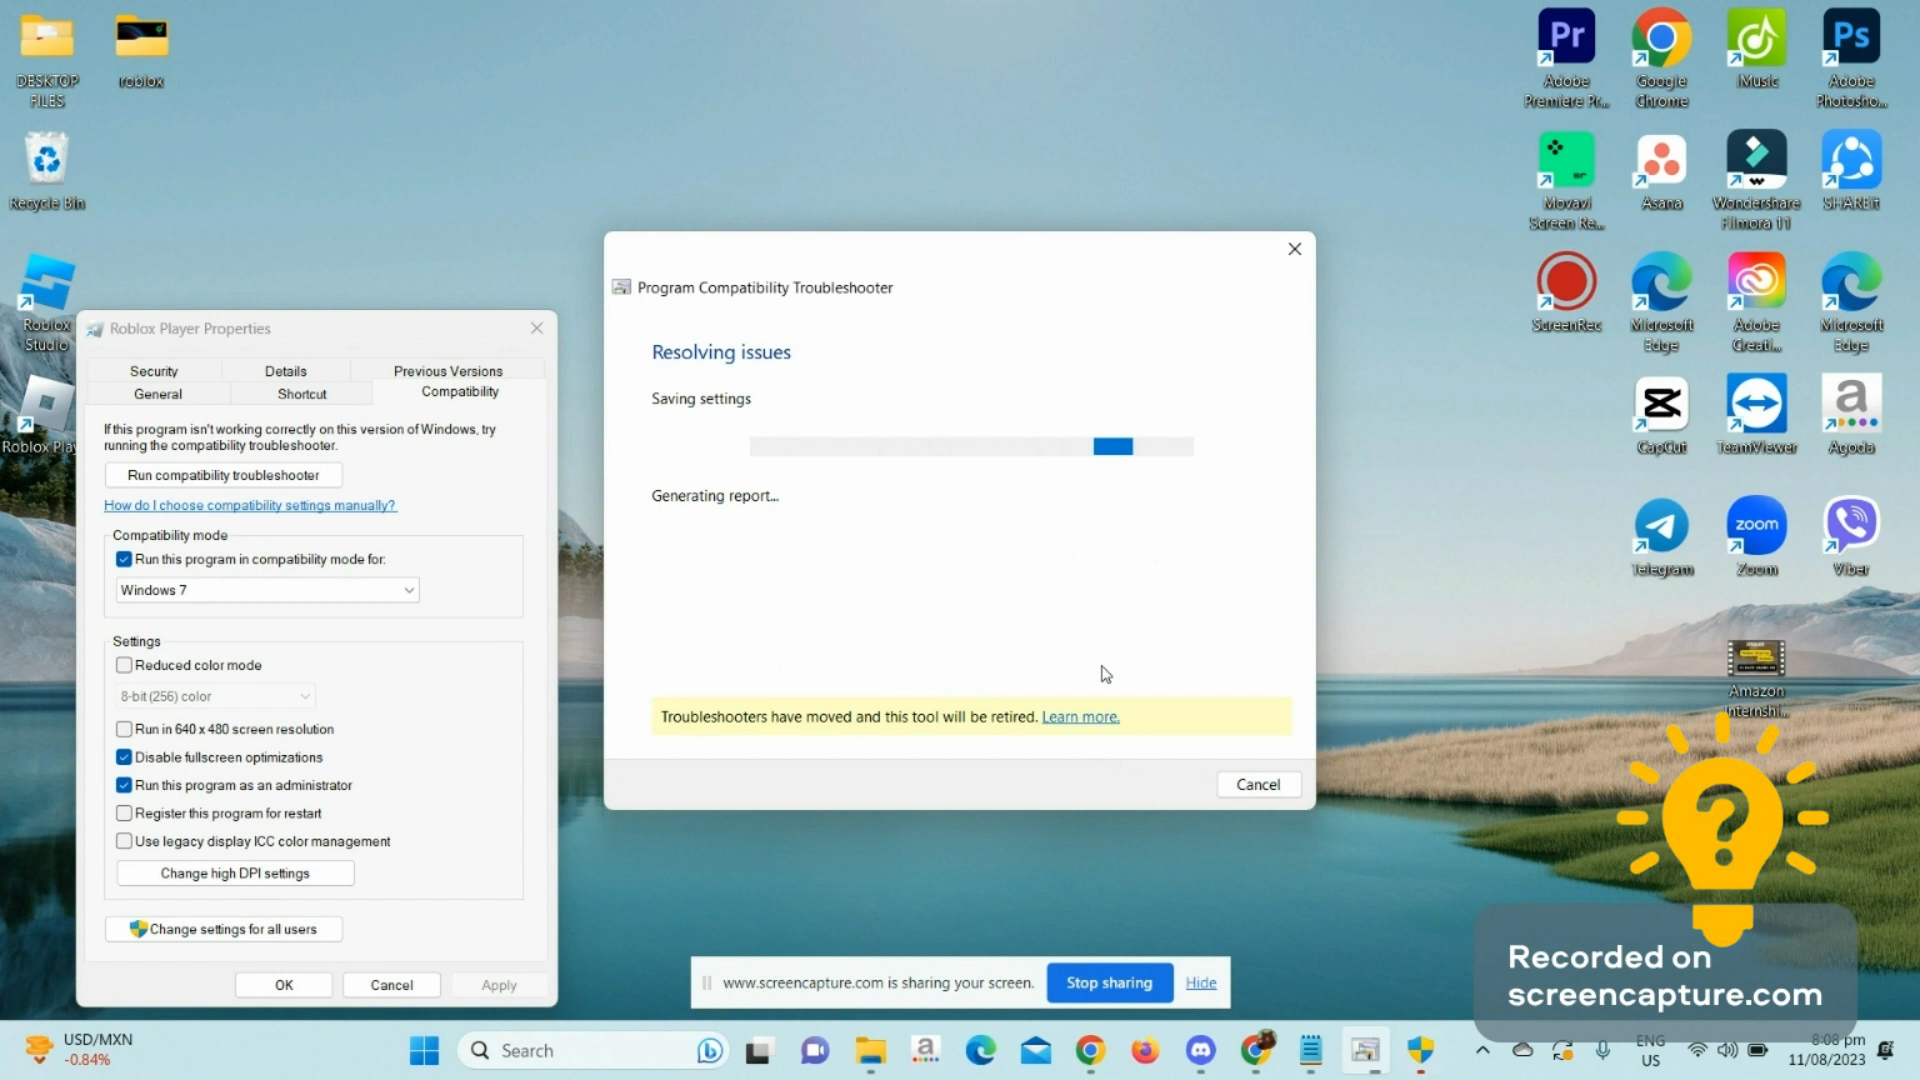 DESKTOP
FILES
roblox
Recycle Bin
Roblox
Studio
Roblox Play
Roblox Player Properties
Security
Details
Previous Versions
General
Shortcut
Compatibility
If this program isn't working correctly on this version of Windows, try
running the compatibility troubleshooter.
Run compatibility troubleshooter
How do I choose compatibility settings manually?
Compatibility mode
Run this program in compatibility mode for:
Windows 7
Settings
Reduced color mode
8-bit (256) color
Run in 640 x 480 screen resolution
Disable fullscreen optimizations
Run this program as an administrator
Register this program for restart
Use legacy display ICC color management
Change high DPI settings
Change settings for all users
OK
Cancel
Apply
Program Compatibility Troubleshooter
Resolving issues
Saving settings
Generating report...
Troubleshooters have moved and this tool will be retired. Learn more.
Cancel
www.screencapture.com is sharing your screen.
Stop sharing
Hide
Pr
Adobe
Premiere Pr...
Google
Chrome
iMusic
Ps
Adobe
Photosho...
sr
Movavi
Screen Re...
Asana
Wondershare
Filmora 11
SHAREit
ScreenRec
Microsoft
Edge
Adobe
Creati...
Microsoft
Edge
CapCut
TeamViewer
a
Agoda
Telegram
zoom
Zoom
Viber
Amazon
Internshi...
?
Recorded on
screencapture.com
USD/MXN
-0.84%
Search
a
ENG
US
8:08 pm
11/08/2023